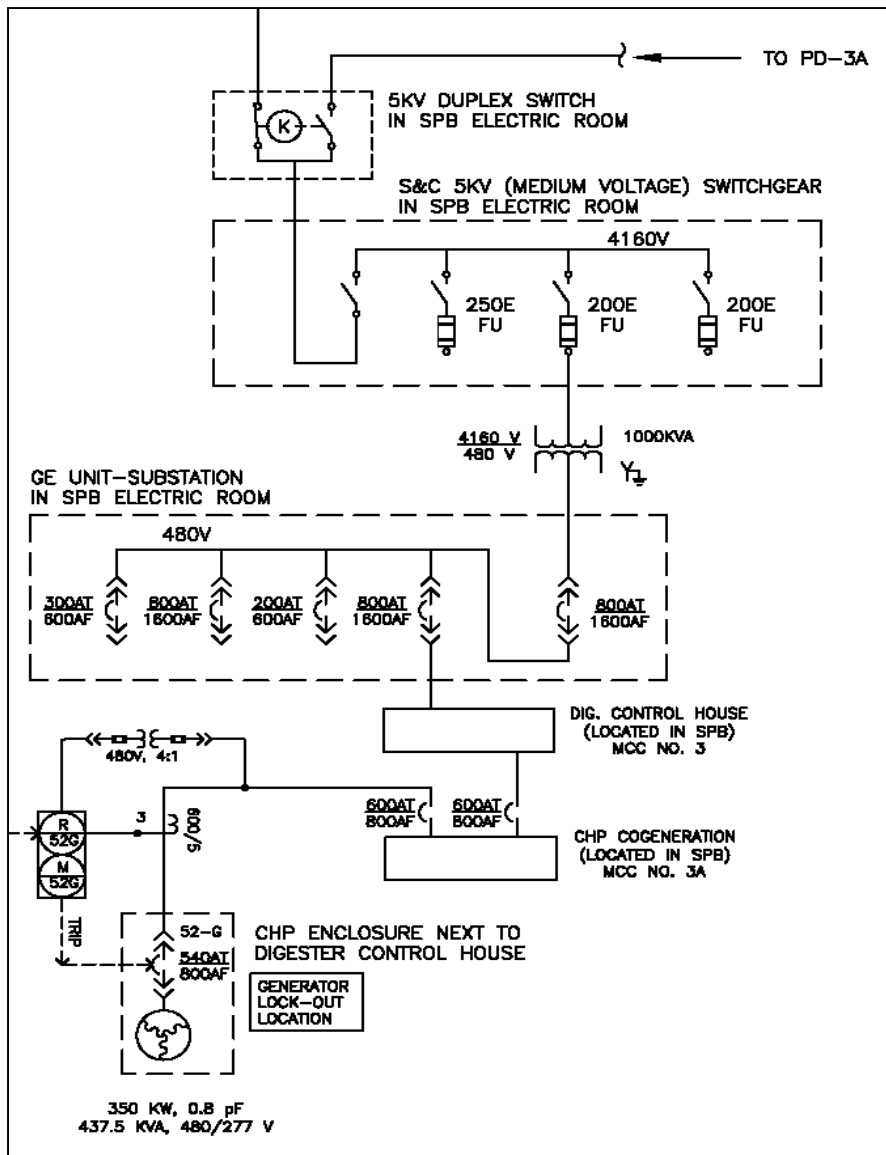 TO PD-3A
5KV DUPLEX SWITCH
IN SPB ELECTRIC ROOM
K
S&C 5KV (MEDIUM VOLTAGE) SWITCHGEAR
IN SPB ELECTRIC ROOM
4160V
250E
FU
200E
FU
200E
FU
4160 V
480 V
1000KVA
GE UNIT-SUBSTATION
IN SPB ELECTRIC ROOM
480V
300AT
600AF
800AT
1600AF
200AT
600AF
800AT
1600AF
800AT
1600AF
DIG. CONTROL HOUSE
(LOCATED IN SPB)
MCC NO. 3
480V, 4:1
600AT
800AF
600AT
800AF
R
52G
3
600/5
M
52G
CHP COGENERATION
(LOCATED IN SPB)
MCC NO. 3A
TRIP
52-G
540AT
800AF
CHP ENCLOSURE NEXT TO
DIGESTER CONTROL HOUSE
GENERATOR
LOCK-OUT
LOCATION
350 KW, 0.8 pF
437.5 KVA, 480/277 V